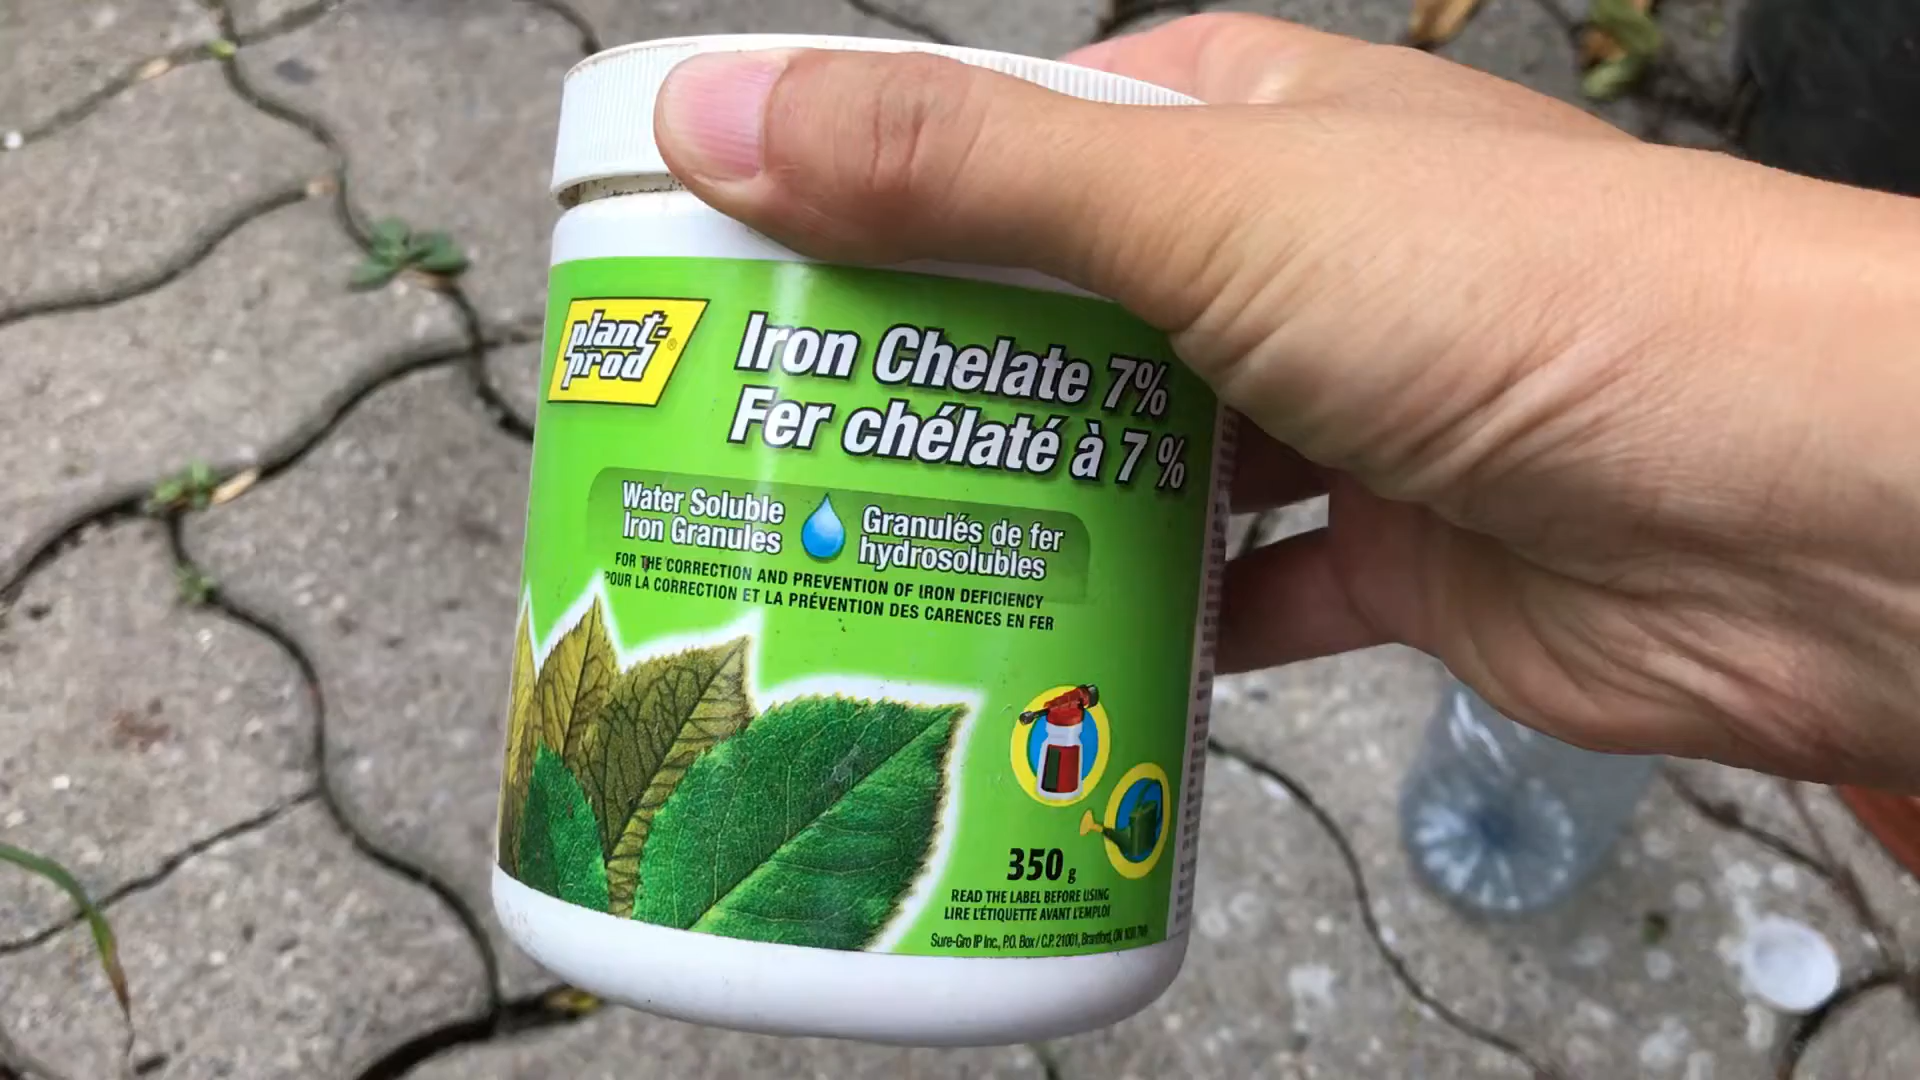 plant-
prod®
Iron Chelate 7%
Fer chélaté à 7 %
Water Soluble
Iron Granules
Granulés de fer
hydrosolubles
FOR THE CORRECTION AND PREVENTION OF IRON DEFICIENCY
POUR LA CORRECTION ET LA PRÉVENTION DES CARENCES EN FER
350 g
READ THE LABEL BEFORE USING
LIRE L'ÉTIQUETTE AVANT L'EMPLOI
Sure-Gro IP Inc., P.O. Box / C.P. 21001, Brantford, ON